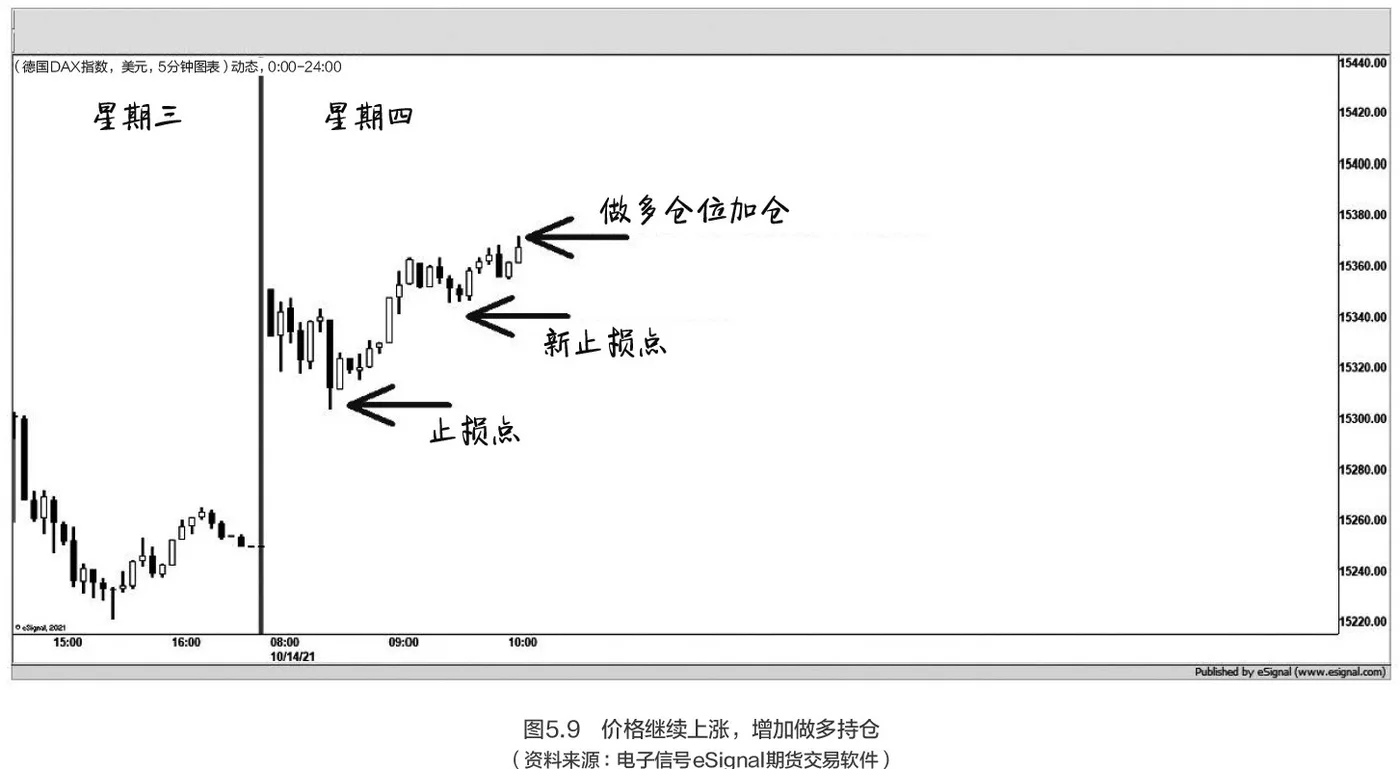 （德国DAX指数，美元，5分钟图表）动态，0:00-24:00
星期三
星期四
做多仓位加仓
新止损点
止损点
15440.00
15420.00
15400.00
15380.00
15360.00
15340.00
15320.00
15300.00
15280.00
15260.00
15240.00
15220.00
© eSignal, 2021
15:00 16:00 08:00 09:00 10:00
10/14/21
Published by eSignal (www.esignal.com)
图5.9 价格继续上涨，增加做多持仓
（资料来源：电子信号eSignal期货交易软件）